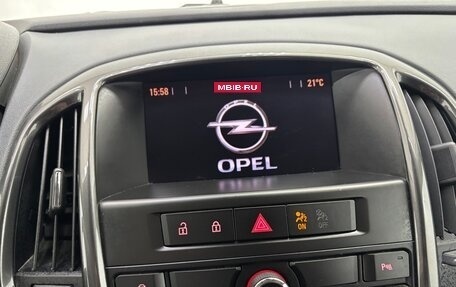 15:58
MBIB.RU
21°C
OPEL
ON
OFF